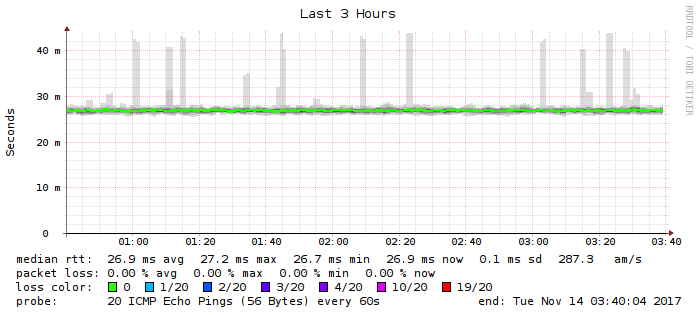 Last 3 Hours
RRDTOOL / TOBI OETIKER
Seconds
40 m
30 m
20 m
10 m
0
01:00 01:20 01:40 02:00 02:20 02:40 03:00 03:20 03:40
median rtt: 26.9 ms avg 27.2 ms max 26.7 ms min 26.9 ms now 0.1 ms sd 287.3 am/s
packet loss: 0.00 % avg 0.00 % max 0.00 % min 0.00 % now
loss color: 0 1/20 2/20 3/20 4/20 10/20 19/20
probe: 20 ICMP Echo Pings (56 Bytes) every 60s end: Tue Nov 14 03:40:04 2017